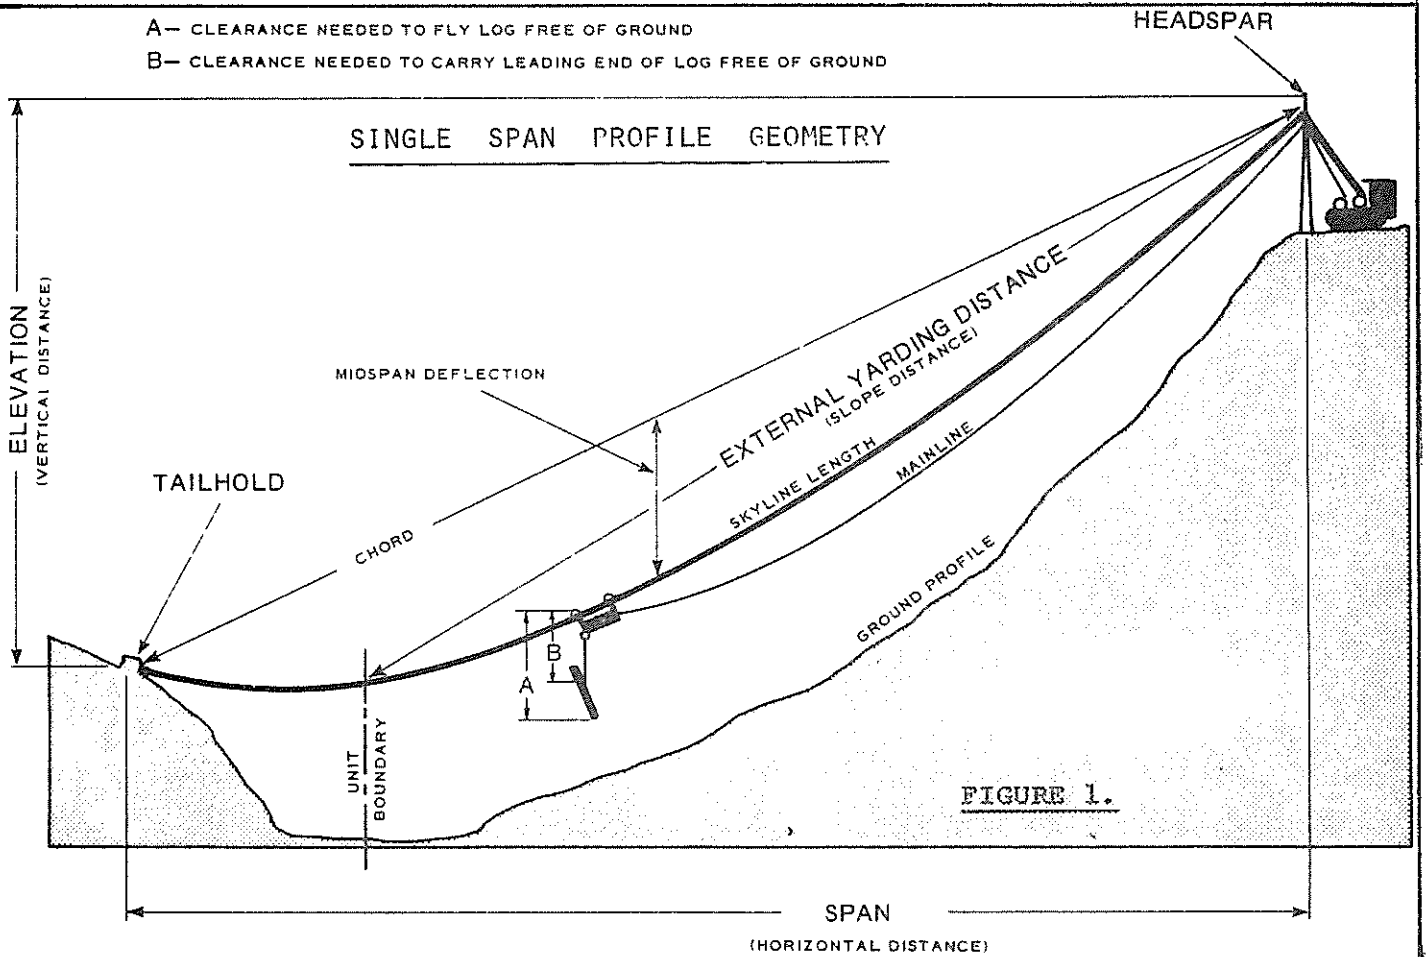 A— CLEARANCE NEEDED TO FLY LOG FREE OF GROUND
B— CLEARANCE NEEDED TO CARRY LEADING END OF LOG FREE OF GROUND
HEADSPAR
SINGLE SPAN PROFILE GEOMETRY
ELEVATION
(VERTICAL DISTANCE)
MIDSPAN DEFLECTION
EXTERNAL YARDING DISTANCE
(SLOPE DISTANCE)
TAILHOLD
CHORD
SKYLINE LENGTH
MAINLINE
GROUND PROFILE
B
A
UNIT
BOUNDARY
FIGURE 1.
SPAN
(HORIZONTAL DISTANCE)